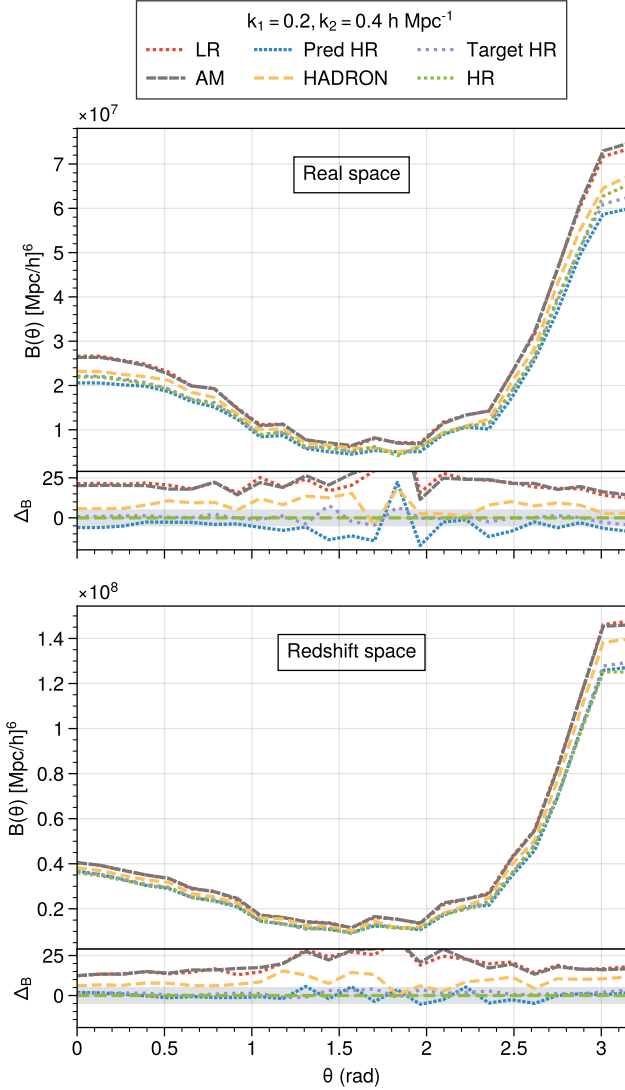 k₁ = 0.2, k₂ = 0.4 h Mpc⁻¹
LR Pred HR Target HR
AM HADRON HR
×10⁷
Real space
7
6
5
4
3
2
1
B(θ) [Mpc/h]⁶
25
0
Δ_B
×10⁸
Redshift space
1.4
1.2
1
0.8
0.6
0.4
0.2
B(θ) [Mpc/h]⁶
25
0
Δ_B
0 0.5 1 1.5 2 2.5 3
θ (rad)